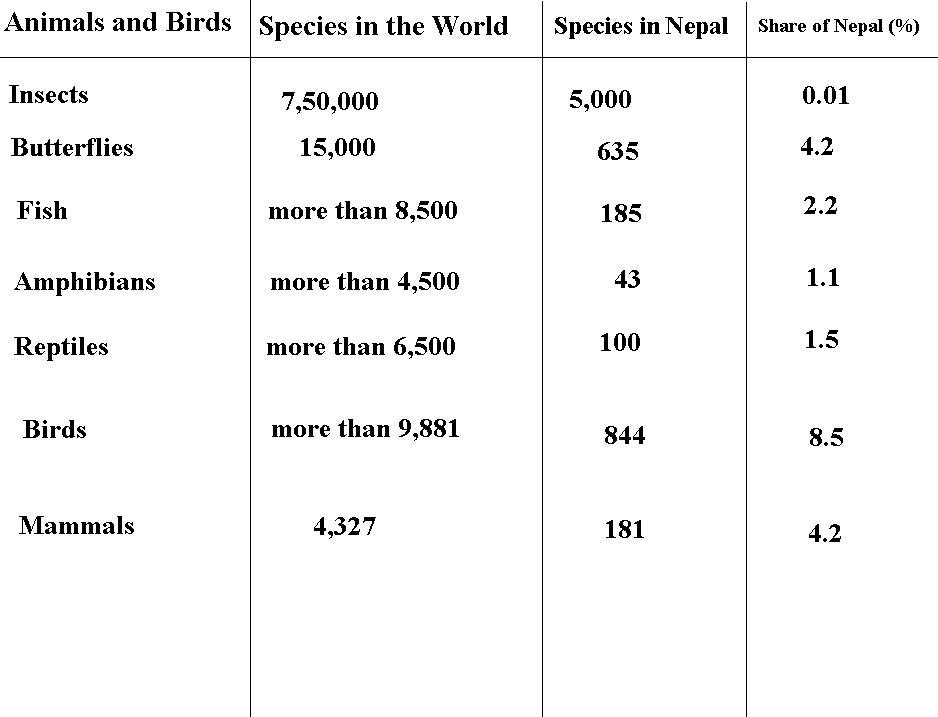 Animals and Birds Species in the World Species in Nepal Share of Nepal (%)
Insects 7,50,000 5,000 0.01
Butterflies 15,000 635 4.2
Fish more than 8,500 185 2.2
Amphibians more than 4,500 43 1.1
Reptiles more than 6,500 100 1.5
Birds more than 9,881 844 8.5
Mammals 4,327 181 4.2